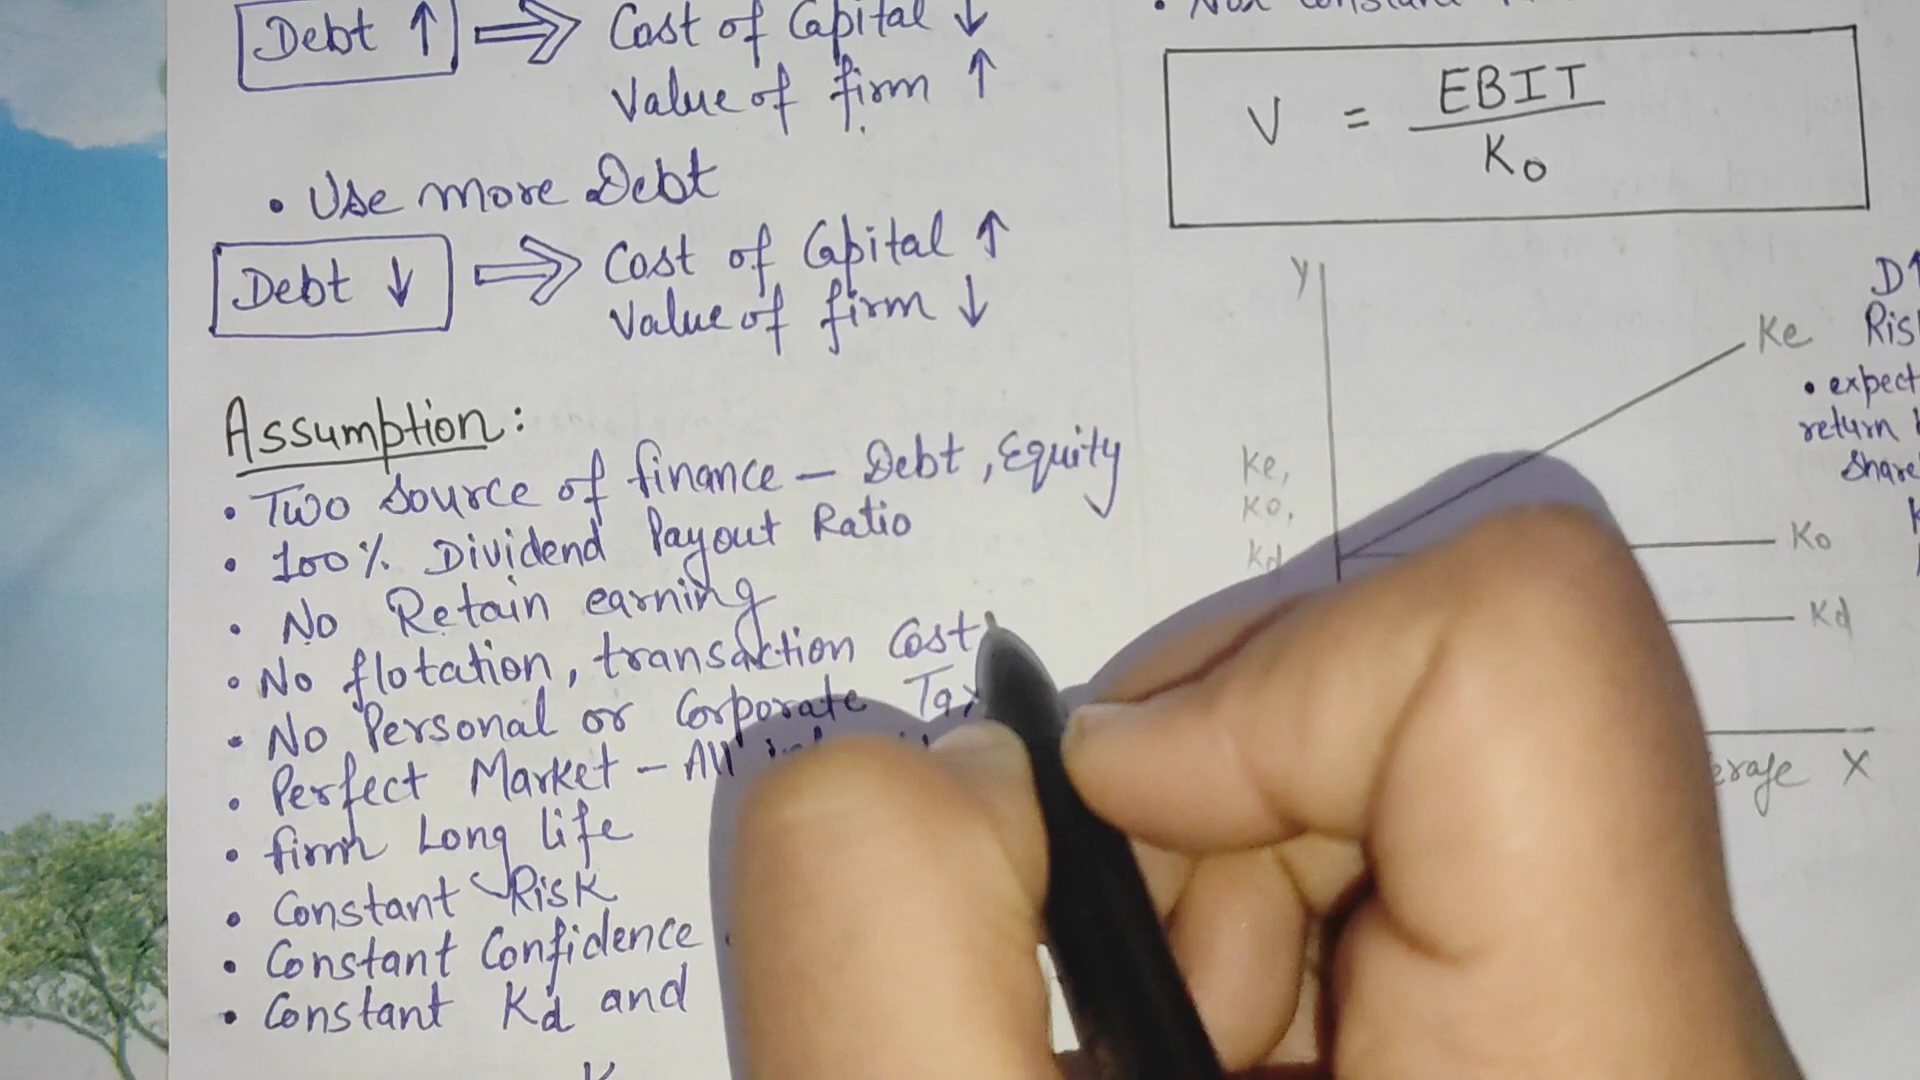 Debt ↑ ⇒ Cost of Capital ↓
Value of firm ↑
• Use more Debt
Debt ↓ ⇒ Cost of Capital ↑
Value of firm ↓
Assumption:
• Two Source of finance – Debt, Equity
• 100% Dividend Payout Ratio
• No Retain earning
• No flotation, transaction Cost
• No Personal or Corporate Tax
• Perfect Market – All
• firm Long life
• Constant Risk
• Constant Confidence
• Constant Kd and
V = EBIT
Ko
Y
Ke
Ke,
Ko,
Kd
Ko
Kd
X
D↑
• expect
return
Share